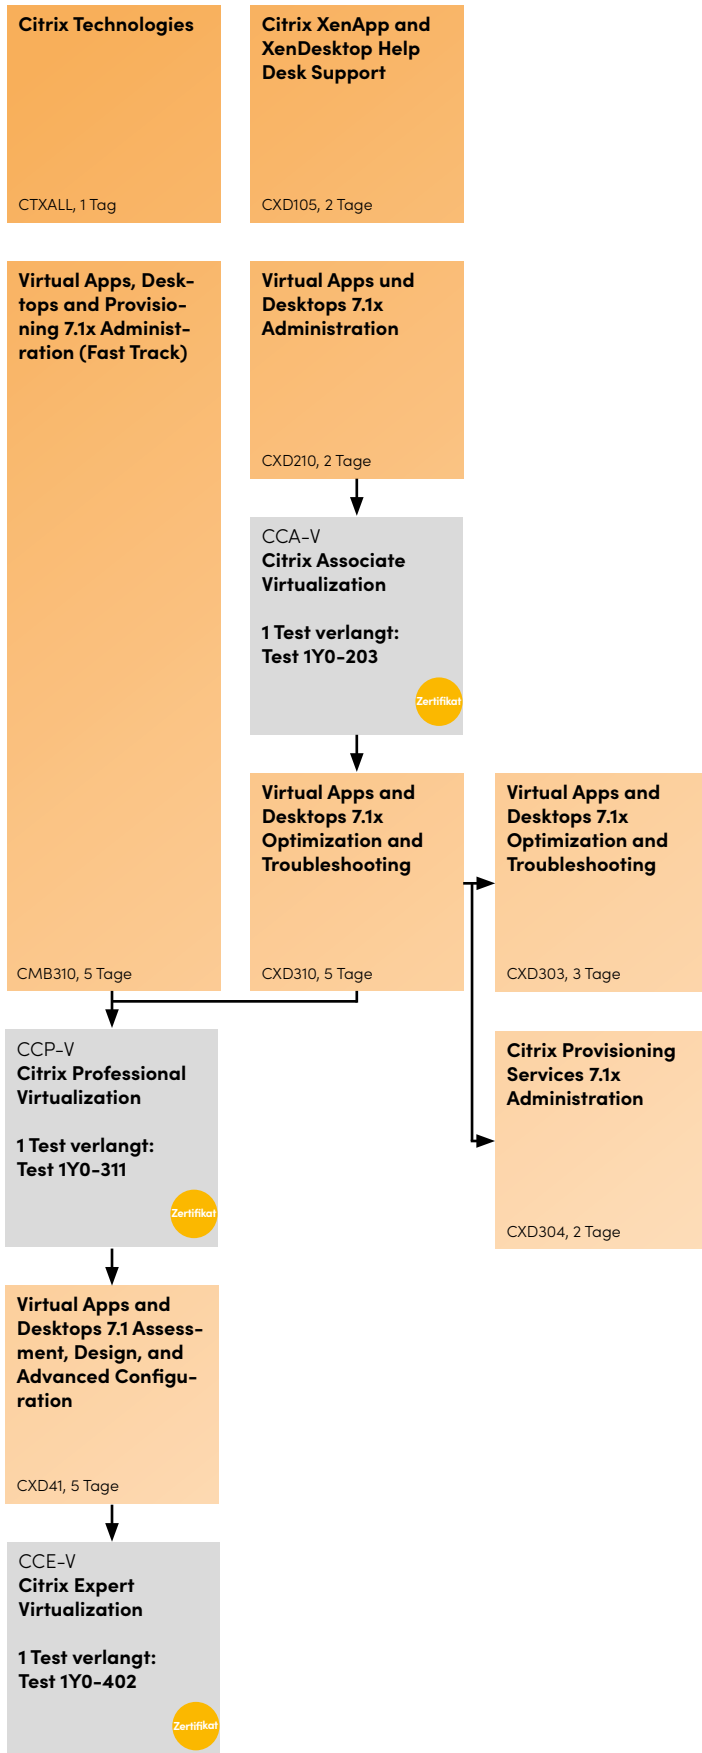 Citrix Technologies
CTXALL, 1 Tag
Citrix XenApp and
XenDesktop Help
Desk Support
CXD105, 2 Tage
Virtual Apps, Desk-
tops and Provisio-
ning 7.1x Administ-
ration (Fast Track)
CMB310, 5 Tage
Virtual Apps und
Desktops 7.1x
Administration
CXD210, 2 Tage
CCA-V
Citrix Associate
Virtualization
1 Test verlangt:
Test 1Y0-203
Zertifikat
Virtual Apps and
Desktops 7.1x
Optimization and
Troubleshooting
CXD310, 5 Tage
Virtual Apps and
Desktops 7.1x
Optimization and
Troubleshooting
CXD303, 3 Tage
Citrix Provisioning
Services 7.1x
Administration
CXD304, 2 Tage
CCP-V
Citrix Professional
Virtualization
1 Test verlangt:
Test 1Y0-311
Zertifikat
Virtual Apps and
Desktops 7.1 Assess-
ment, Design, and
Advanced Configu-
ration
CXD41, 5 Tage
CCE-V
Citrix Expert
Virtualization
1 Test verlangt:
Test 1Y0-402
Zertifikat